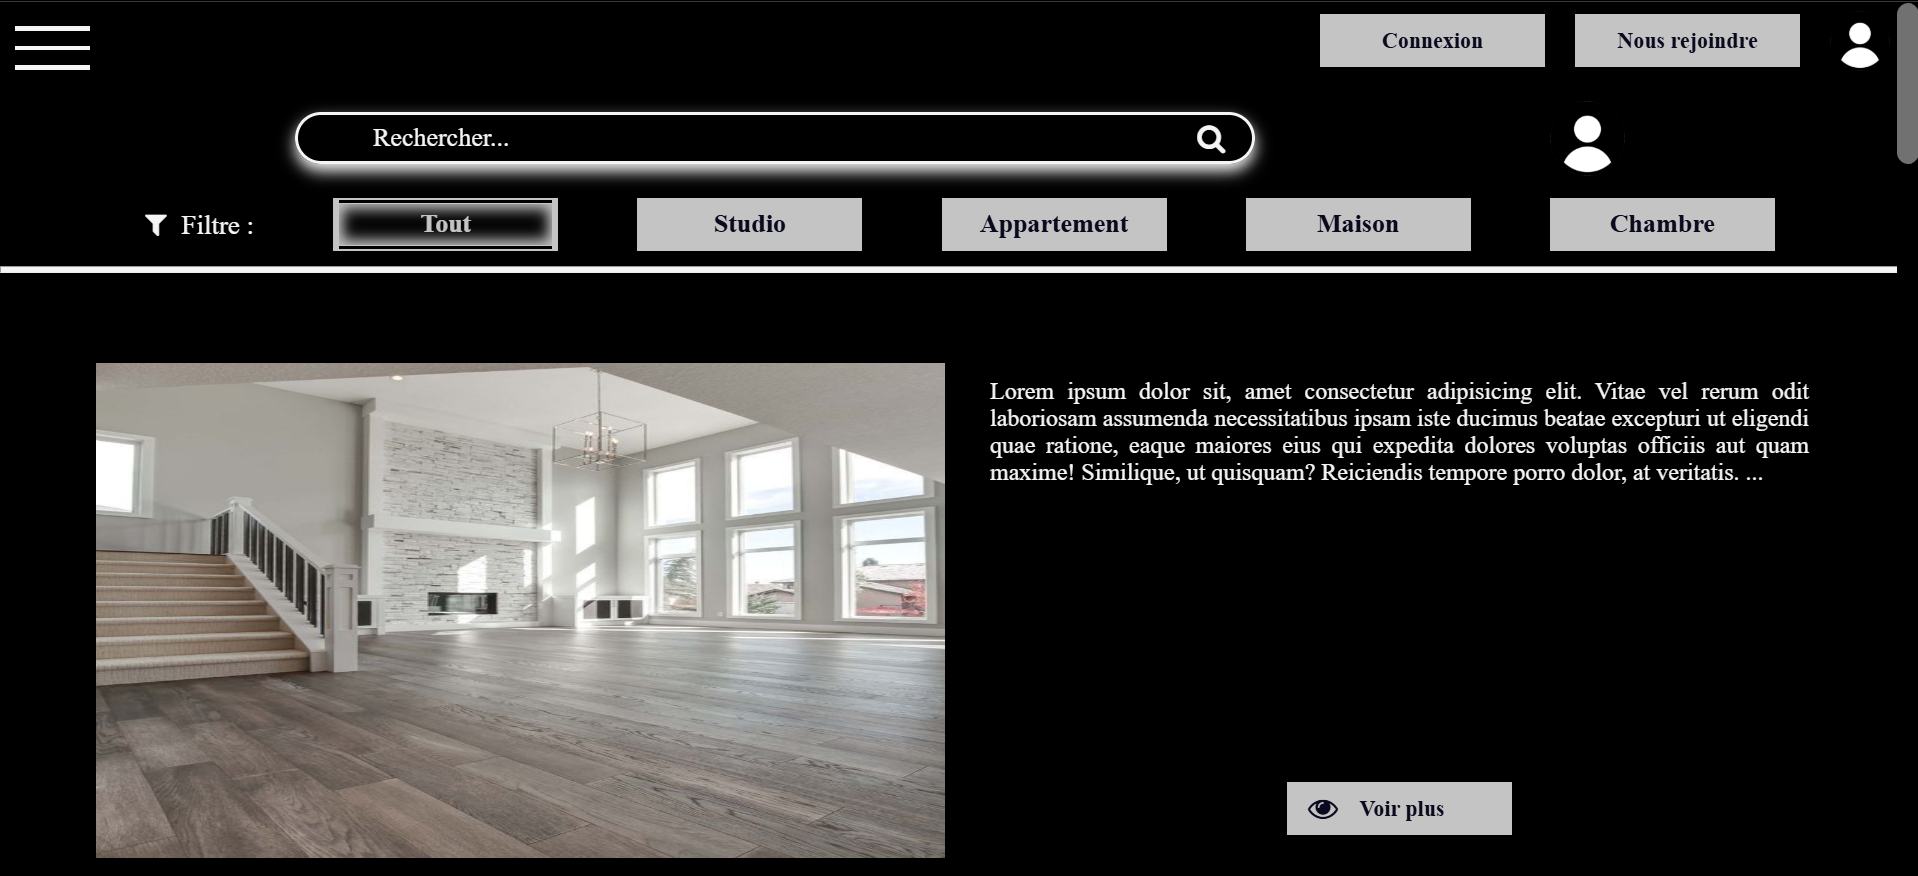 Connexion
Nous rejoindre
Rechercher...
Filtre :
Tout
Studio
Appartement
Maison
Chambre
Lorem ipsum dolor sit, amet consectetur adipisicing elit. Vitae vel rerum odit
laboriosam assumenda necessitatibus ipsam iste ducimus beatae excepturi ut eligendi
quae ratione, eaque maiores eius qui expedita dolores voluptas officiis aut quam
maxime! Similique, ut quisquam? Reiciendis tempore porro dolor, at veritatis. ...
Voir plus